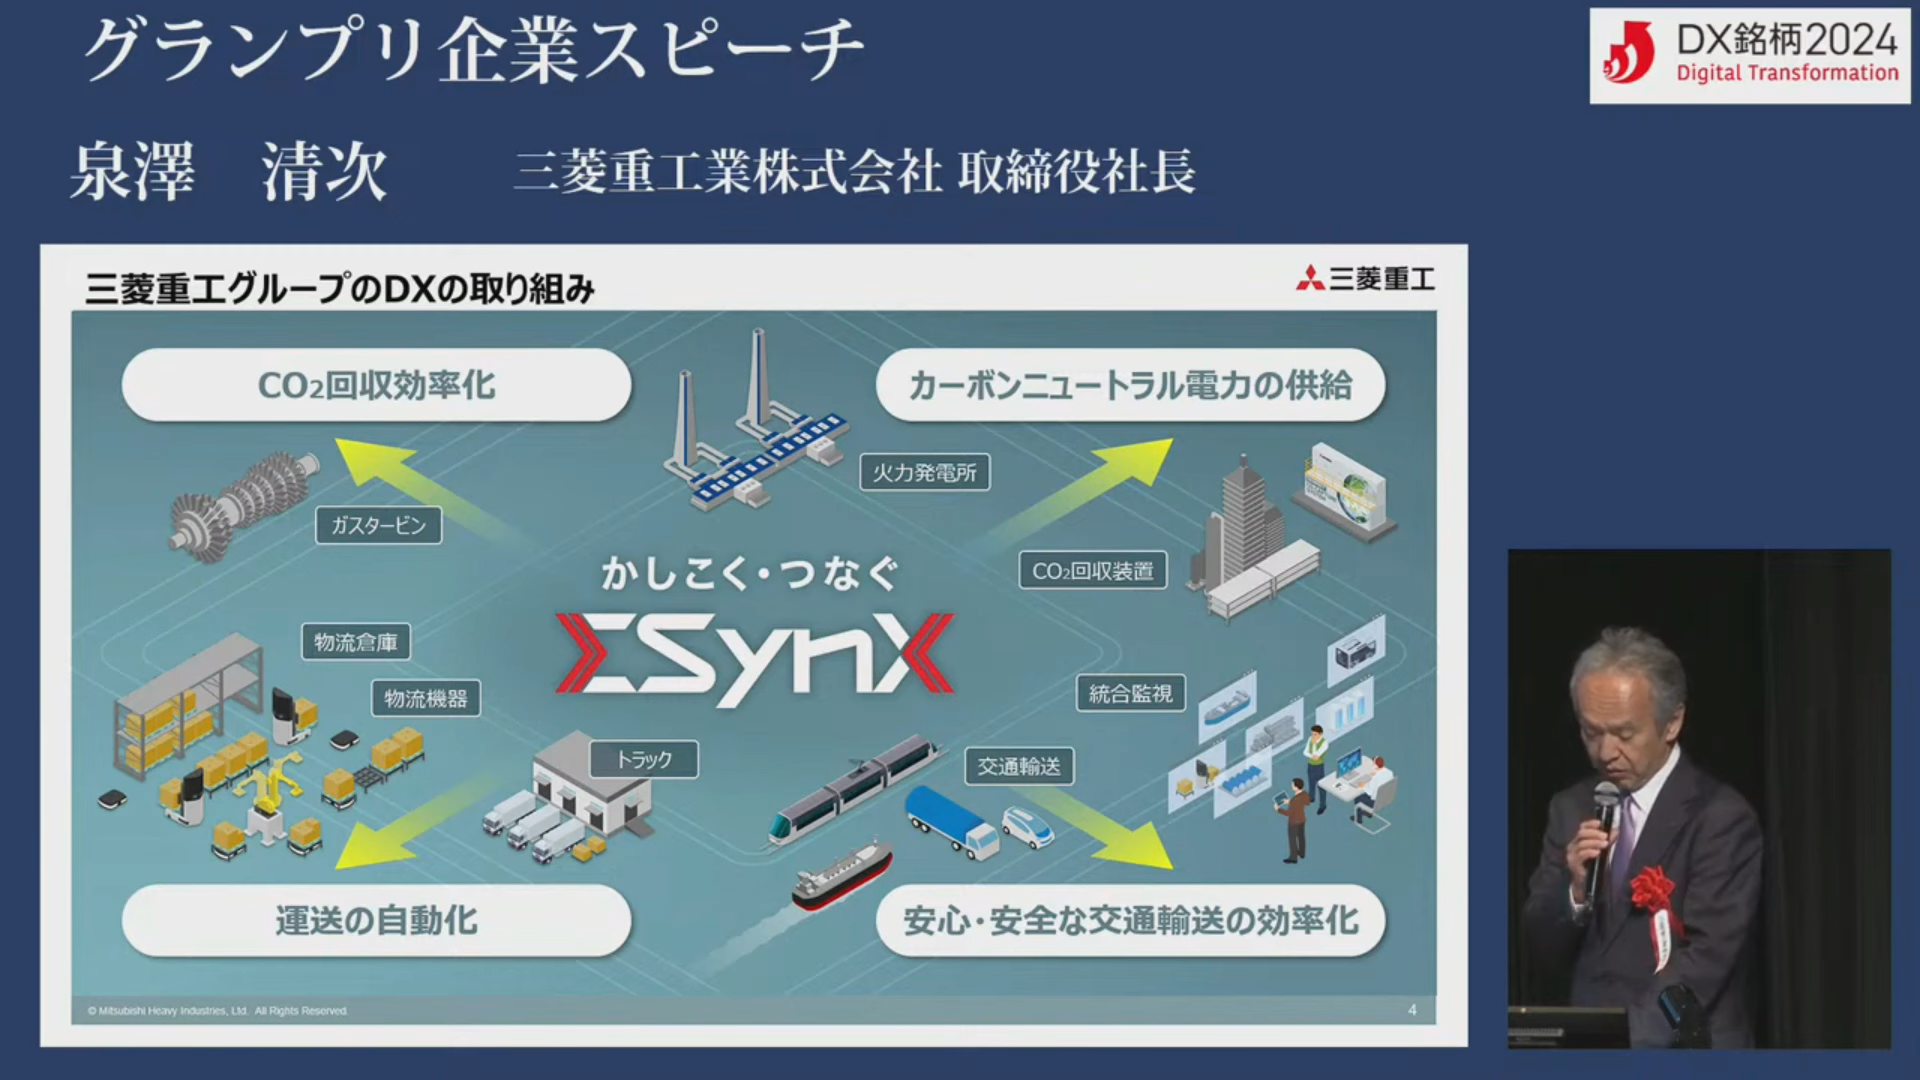 グランプリ企業スピーチ
DX銘柄2024
Digital Transformation
泉澤　清次　三菱重工業株式会社 取締役社長
三菱重工グループのDXの取り組み
三菱重工
CO₂回収効率化
カーボンニュートラル電力の供給
火力発電所
ガスタービン
CO₂回収装置
かしこく・つなぐ
ΣSynX
物流倉庫
物流機器
統合監視
トラック
交通輸送
運送の自動化
安心・安全な交通輸送の効率化
© Mitsubishi Heavy Industries, Ltd. All Rights Reserved.
4